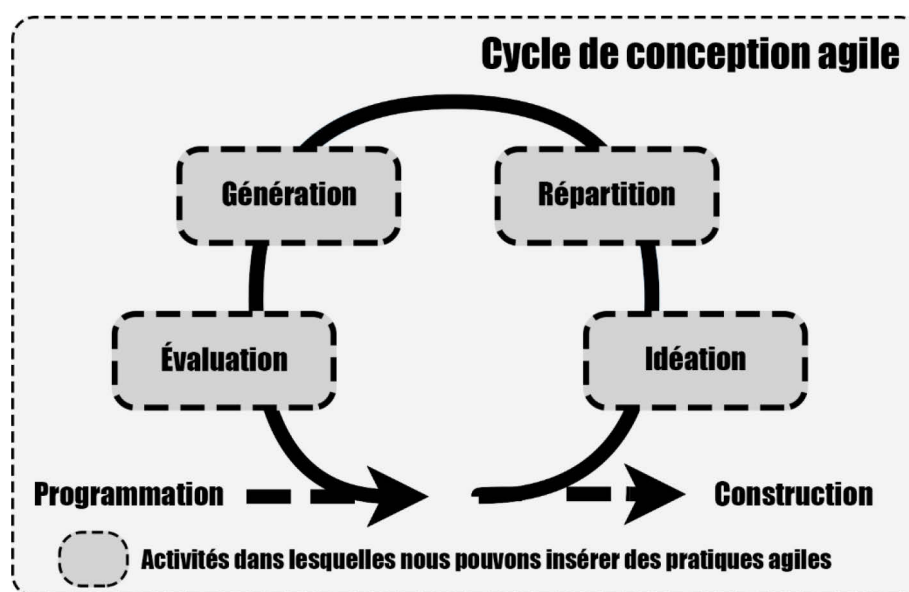 Cycle de conception agile
Génération
Répartition
Évaluation
Idéation
Programmation
Construction
Activités dans lesquelles nous pouvons insérer des pratiques agiles